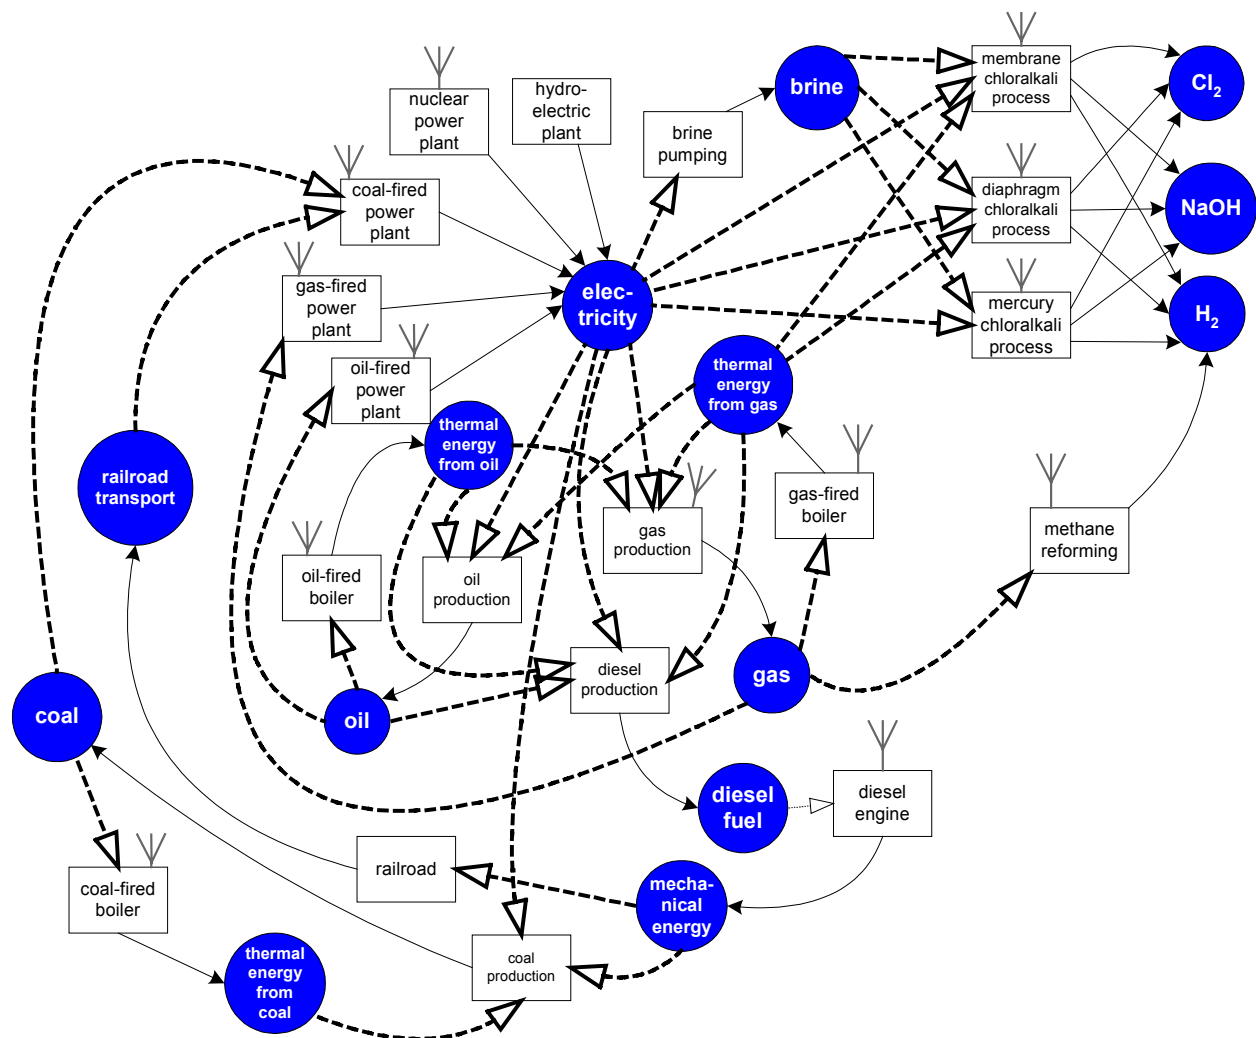 nuclear
power
plant
hydro-
electric
plant
brine
pumping
brine
membrane
chloralkali
process
Cl2
coal-fired
power
plant
diaphragm
chloralkali
process
NaOH
gas-fired
power
plant
elec-
tricity
mercury
chloralkali
process
H2
oil-fired
power
plant
thermal
energy
from gas
thermal
energy
from oil
railroad
transport
gas-fired
boiler
gas
production
methane
reforming
oil-fired
boiler
oil
production
diesel
production
gas
coal
oil
diesel
fuel
diesel
engine
railroad
coal-fired
boiler
mecha-
nical
energy
thermal
energy
from
coal
coal
production